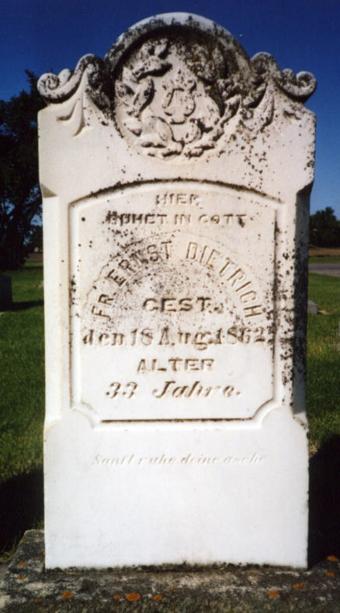 HIER
RUHET IN GOTT
FR. ERNST DIETRICH
GEST.
den 18 Aug. 1862
ALTER
33 Jahre.
Sanft ruhe deine asche